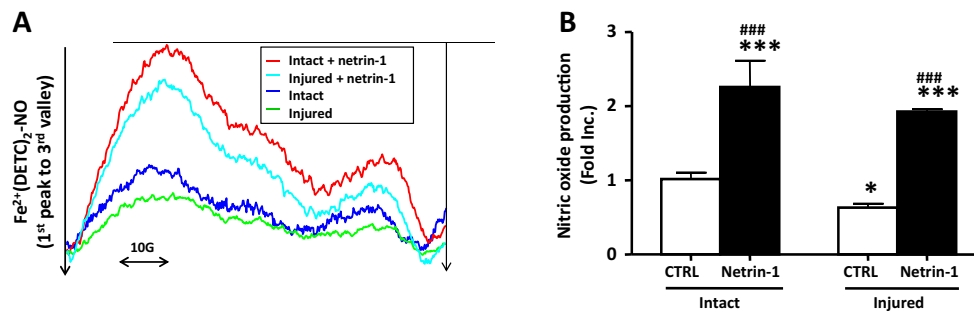 A
Fe²⁺(DETC)₂-NO
(1ˢᵗ peak to 3ʳᵈ valley)
Intact + netrin-1
Injured + netrin-1
Intact
Injured
10G
B
Nitric oxide production
(Fold Inc.)
3
2
1
0
###
***
*
###
***
CTRL Netrin-1 CTRL Netrin-1
Intact Injured